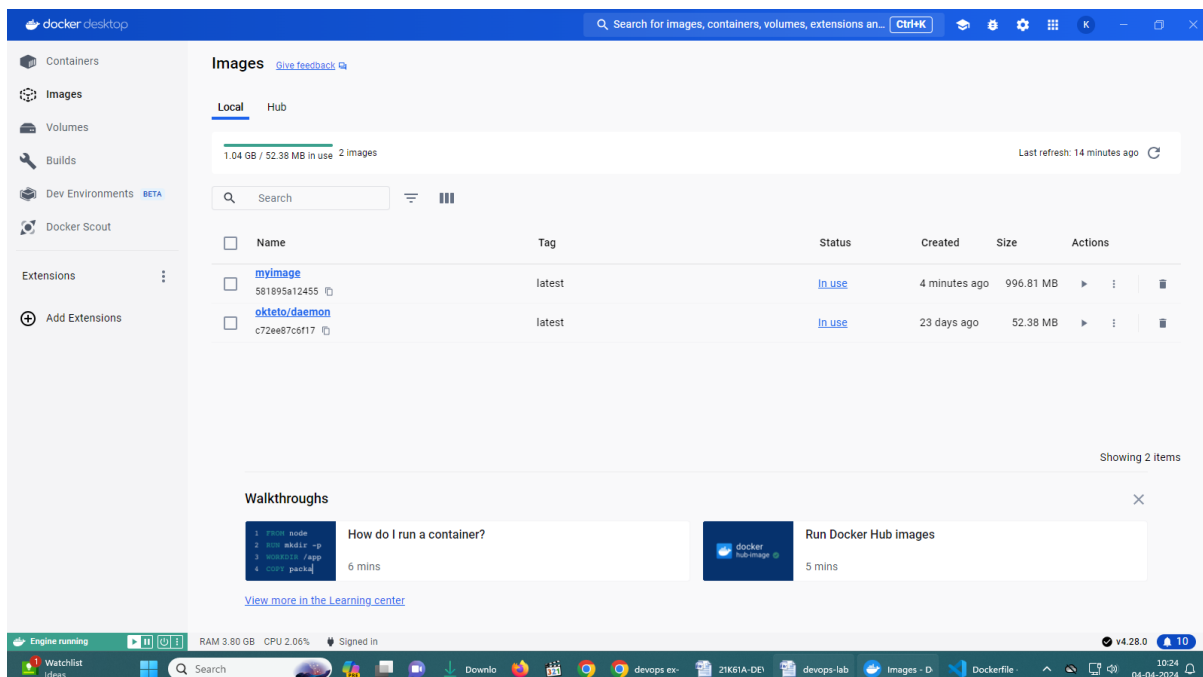 docker desktop
Search for images, containers, volumes, extensions an... Ctrl+K
K
Containers
Images
Volumes
Builds
Dev Environments BETA
Docker Scout
Extensions
Add Extensions
Images Give feedback
Local Hub
1.04 GB / 52.38 MB in use 2 images
Last refresh: 14 minutes ago
Search
Name Tag Status Created Size Actions
myimage
581895a12455
latest In use 4 minutes ago 996.81 MB
okteto/daemon
c72ee87c6f17
latest In use 23 days ago 52.38 MB
Showing 2 items
Walkthroughs
1 FROM node
2 RUN mkdir -p
3 WORKDIR /app
4 COPY packa
How do I run a container?
6 mins
docker
hub-image
Run Docker Hub images
5 mins
View more in the Learning center
Engine running
RAM 3.80 GB CPU 2.06% Signed in
v4.28.0 10
1
Watchlist
Ideas
Search
Downlo
devops ex-
21K61A-DE
devops-lab
Images - D
Dockerfile -
10:24
04-04-2024